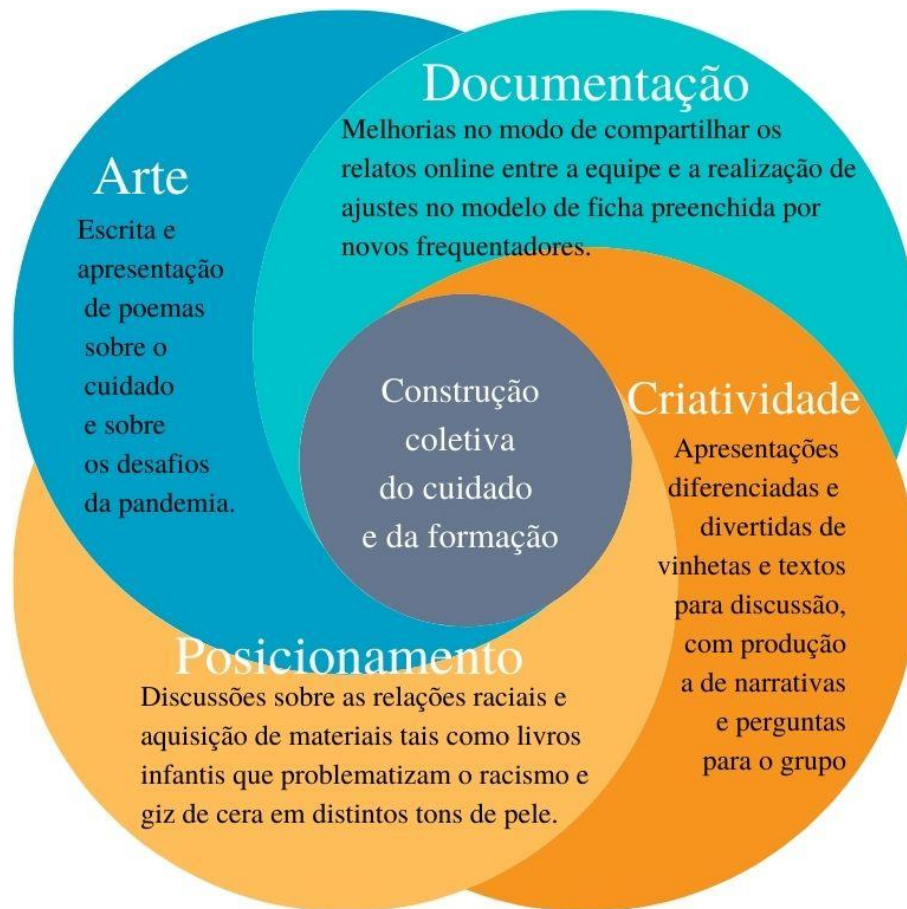 Documentação
Melhorias no modo de compartilhar os
relatos online entre a equipe e a realização de
ajustes no modelo de ficha preenchida por
novos frequentadores.
Arte
Escrita e
apresentação
de poemas
sobre o
cuidado
e sobre
os desafios
da pandemia.
Construção
coletiva
do cuidado
e da formação
Criatividade
Apresentações
diferenciadas e
divertidas de
vinhetas e textos
para discussão,
com produção
a de narrativas
e perguntas
para o grupo
Posicionamento
Discussões sobre as relações raciais e
aquisição de materiais tais como livros
infantis que problematizam o racismo e
giz de cera em distintos tons de pele.